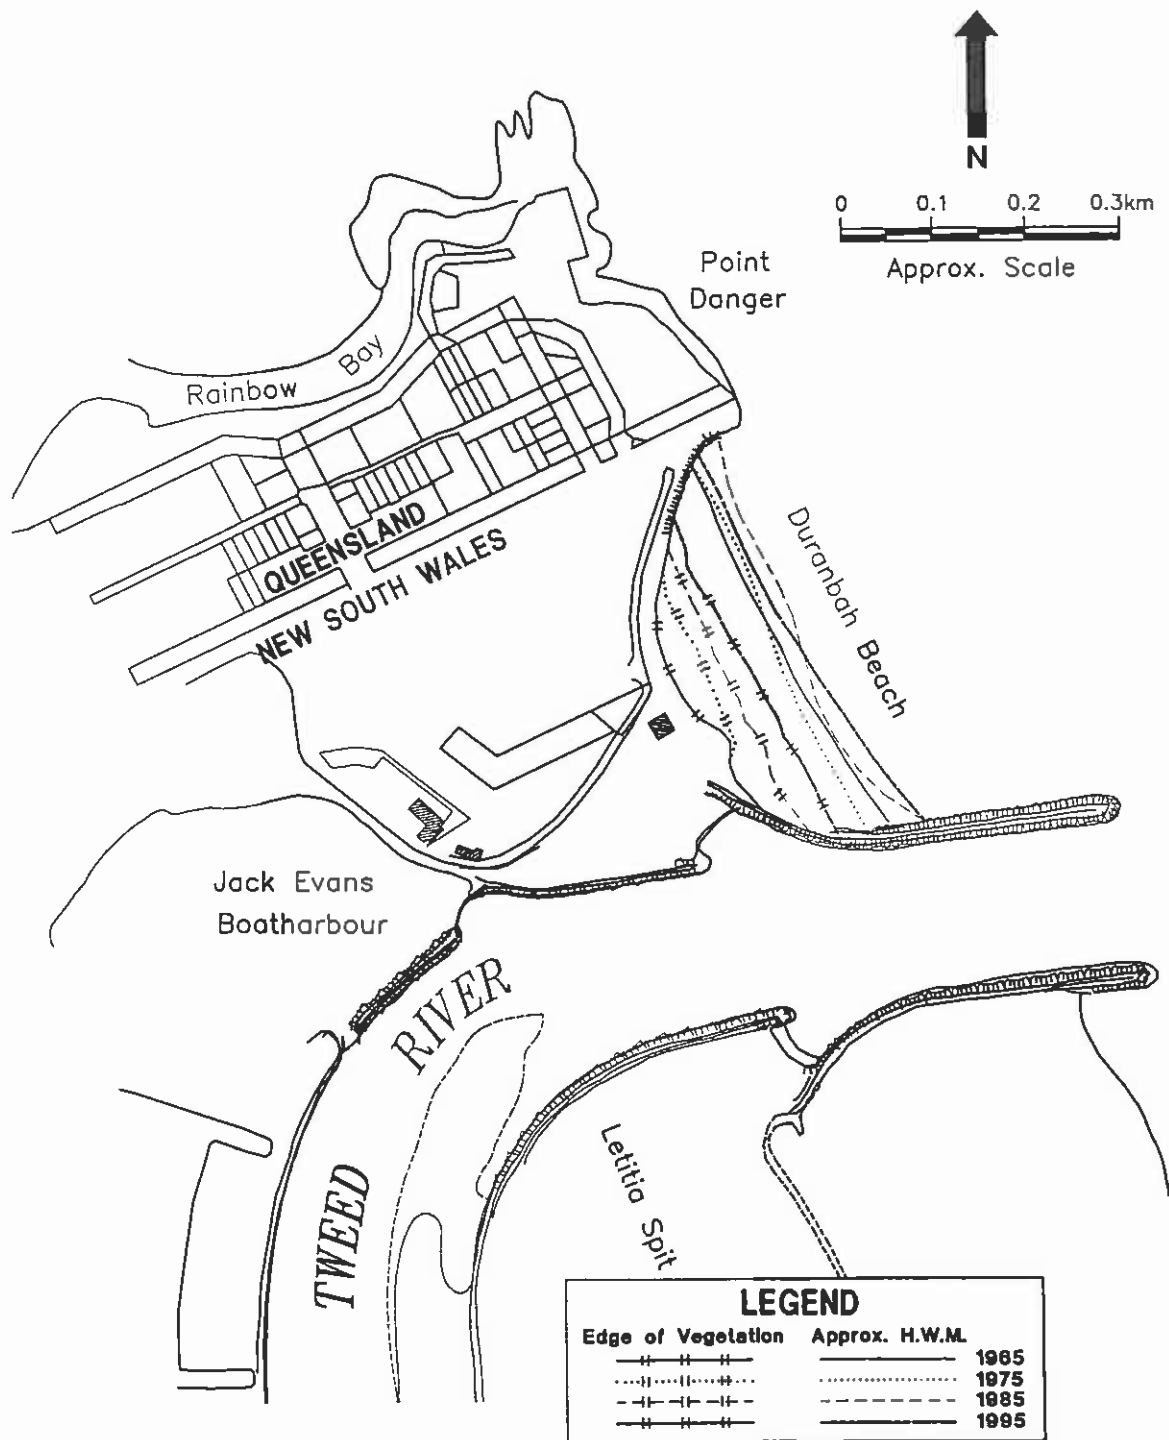 N
0 0.1 0.2 0.3km
Approx. Scale
Point
Danger
Rainbow Bay
QUEENSLAND
NEW SOUTH WALES
Duranbah Beach
Jack Evans
Boatharbour
TWEED RIVER
Letitia Spit
LEGEND
Edge of Vegetation Approx. H.W.M.
1965
1975
1985
1995